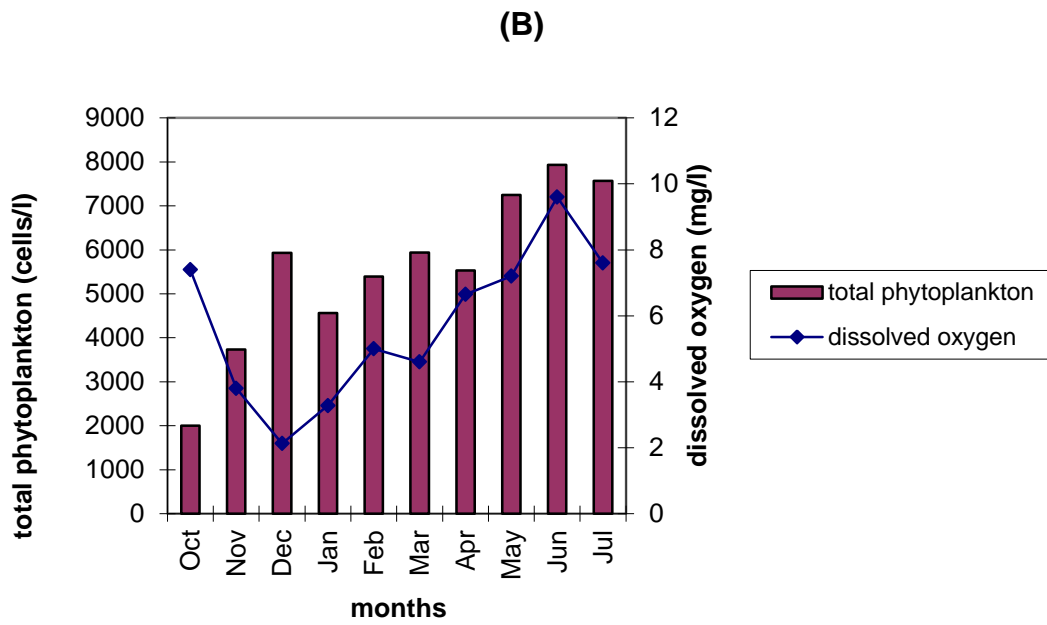 (B)
total phytoplankton (cells/l)
9000
8000
7000
6000
5000
4000
3000
2000
1000
0
12
10
8
6
4
2
0
dissolved oxygen (mg/l)
Oct
Nov
Dec
Jan
Feb
Mar
Apr
May
Jun
Jul
months
total phytoplankton
dissolved oxygen